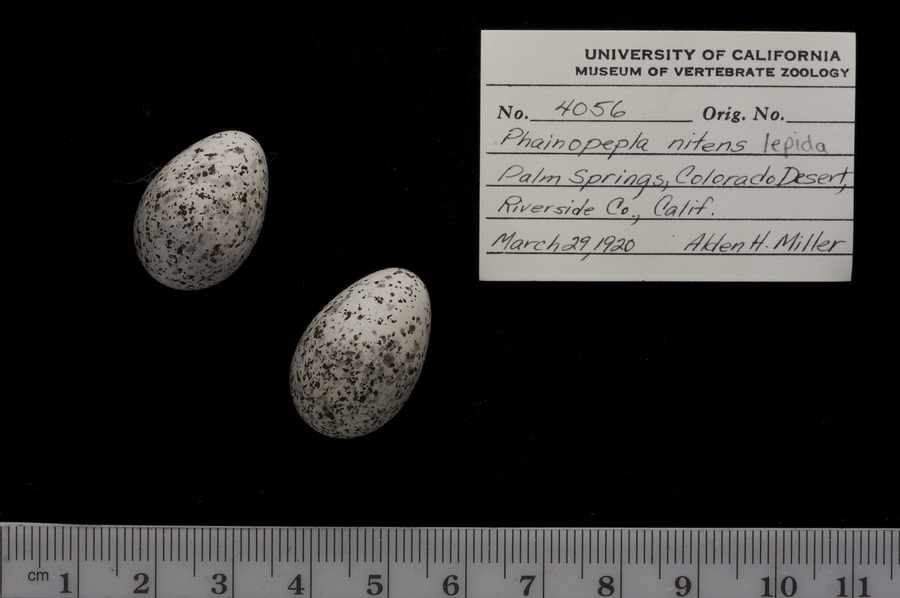 UNIVERSITY OF CALIFORNIA
MUSEUM OF VERTEBRATE ZOOLOGY
No. 4056 Orig. No.
Phainopepla nitens lepida
Palm Springs, Colorado Desert,
Riverside Co., Calif.
March 29, 1920 Alden H. Miller
cm 1 2 3 4 5 6 7 8 9 10 11